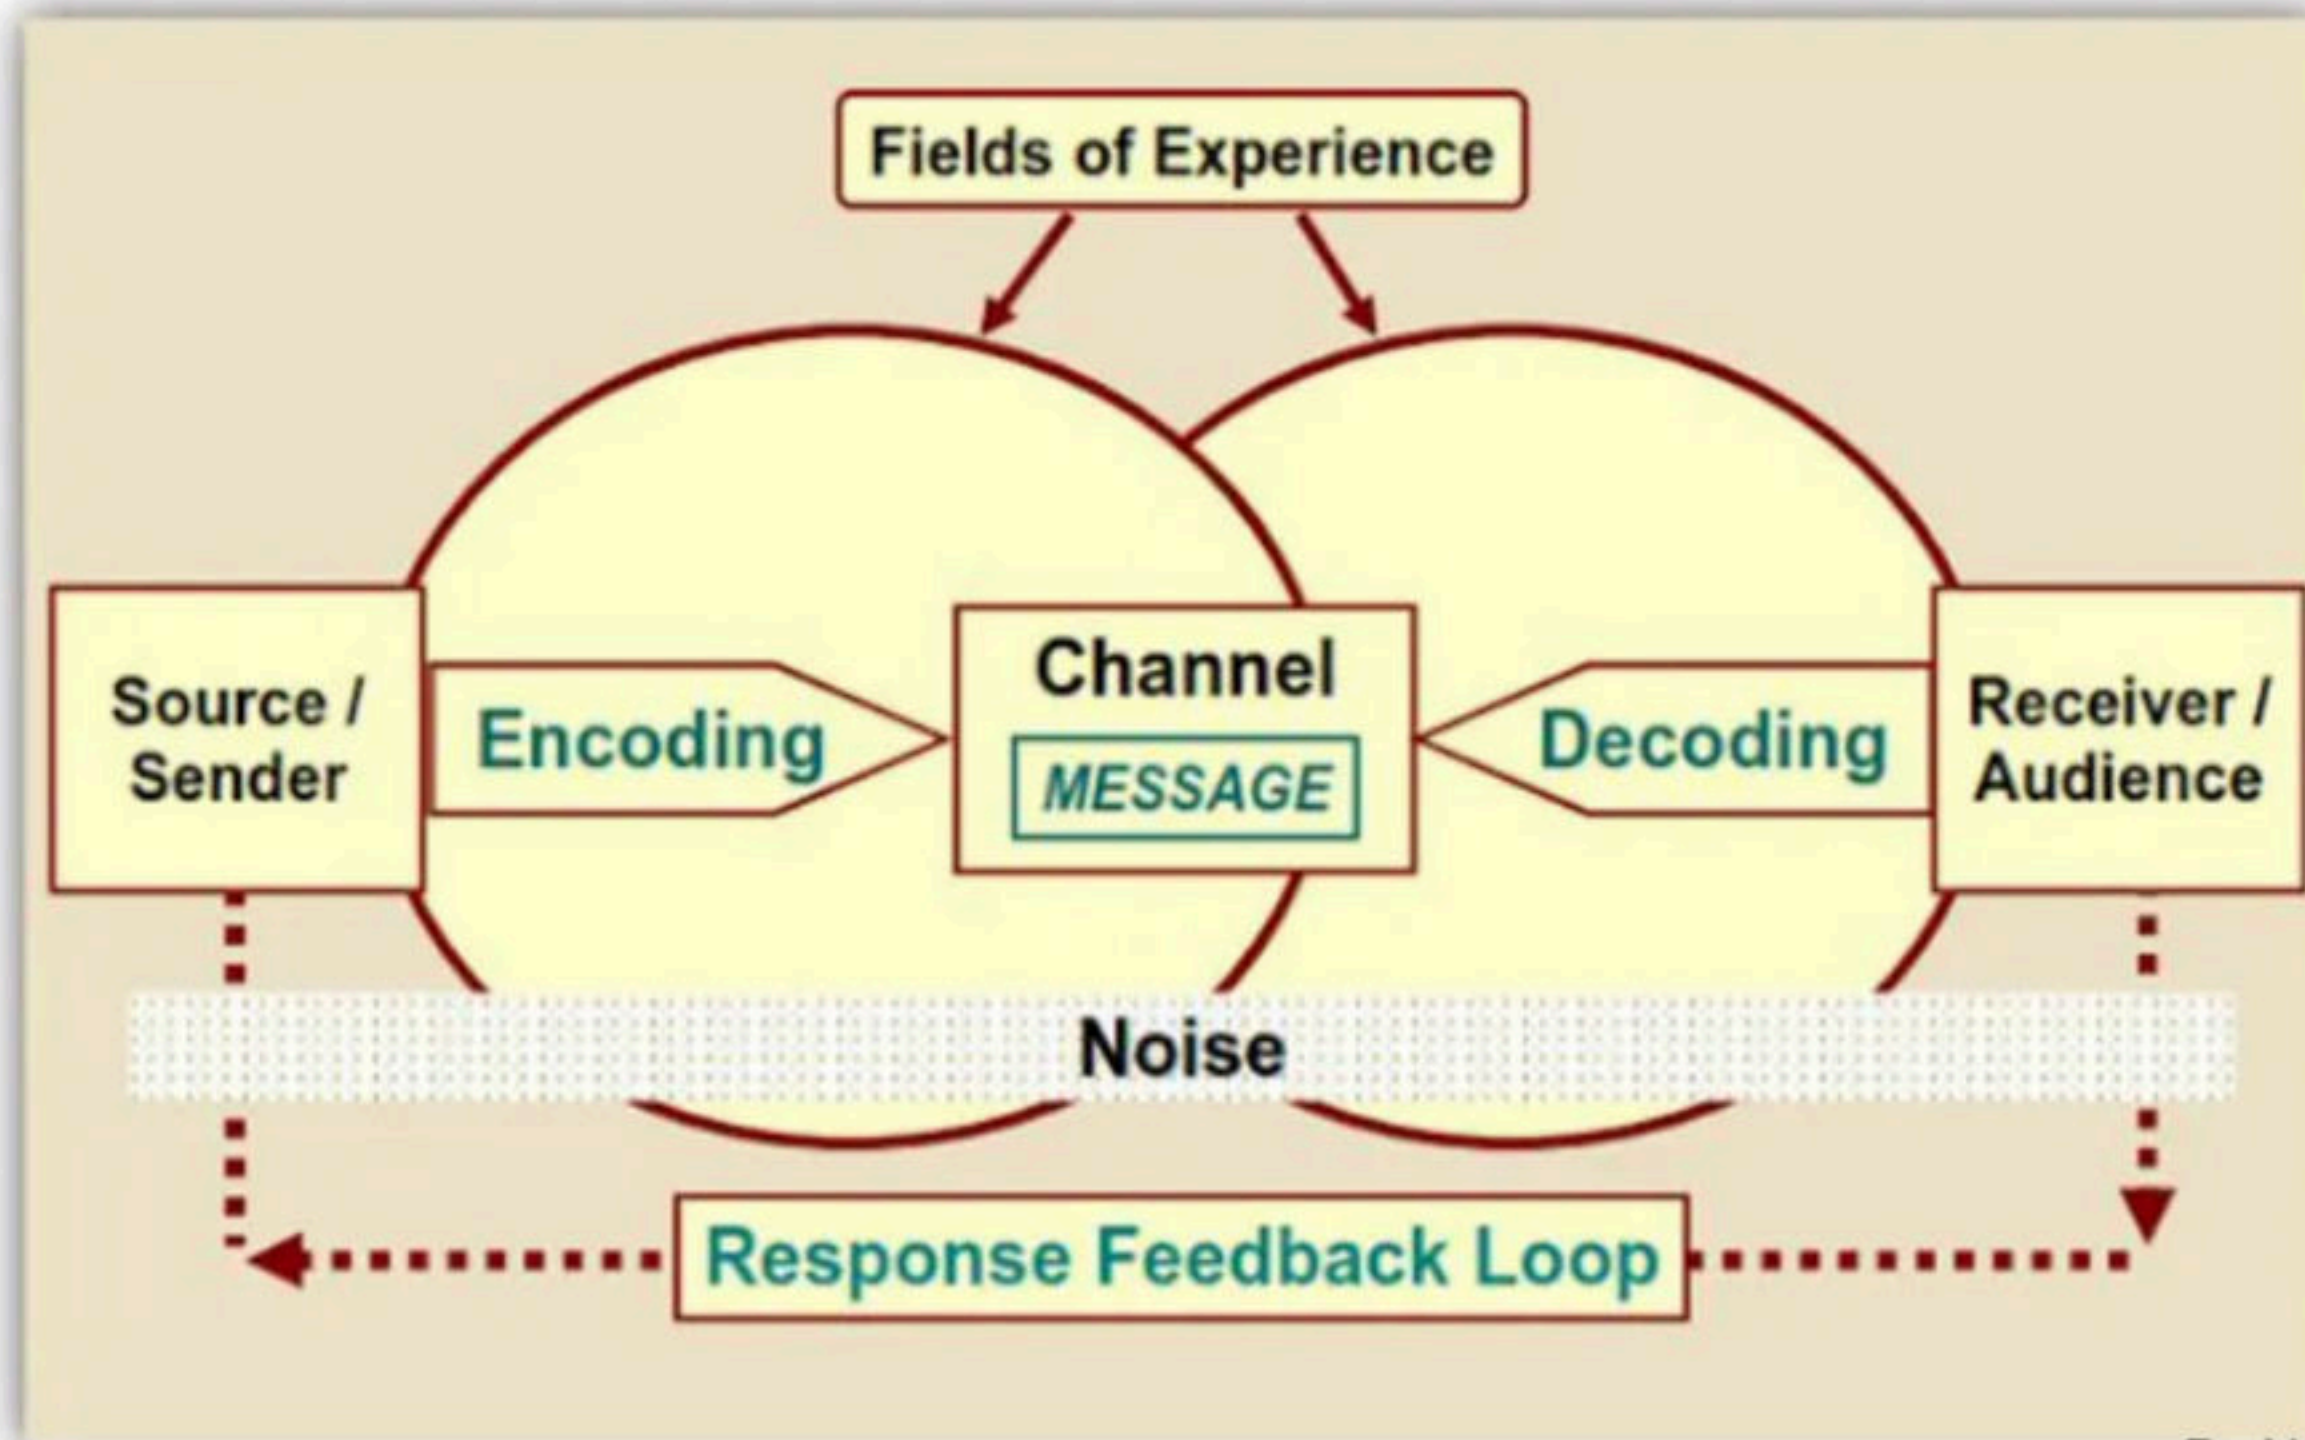 Fields of Experience
Source /
Sender
Encoding
Channel
MESSAGE
Decoding
Receiver /
Audience
Noise
Response Feedback Loop